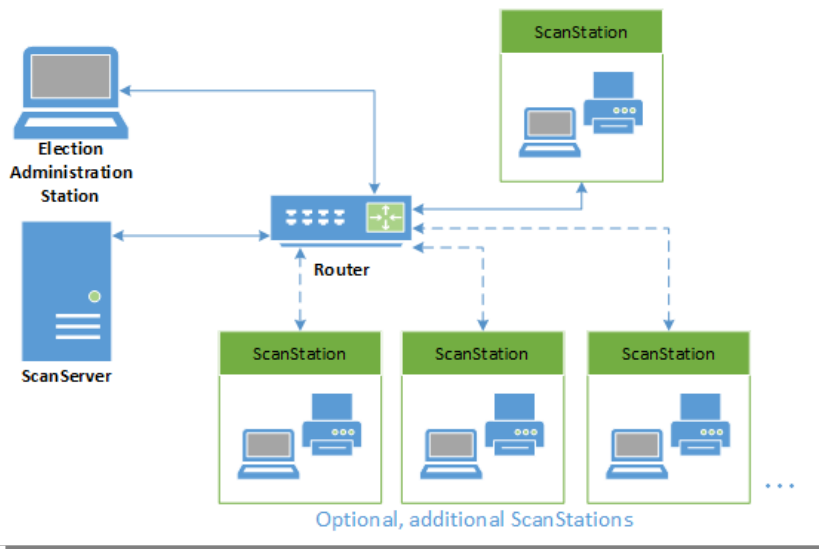 ScanStation
Election
Administration
Station
Router
ScanServer
ScanStation
ScanStation
ScanStation
...
Optional, additional ScanStations